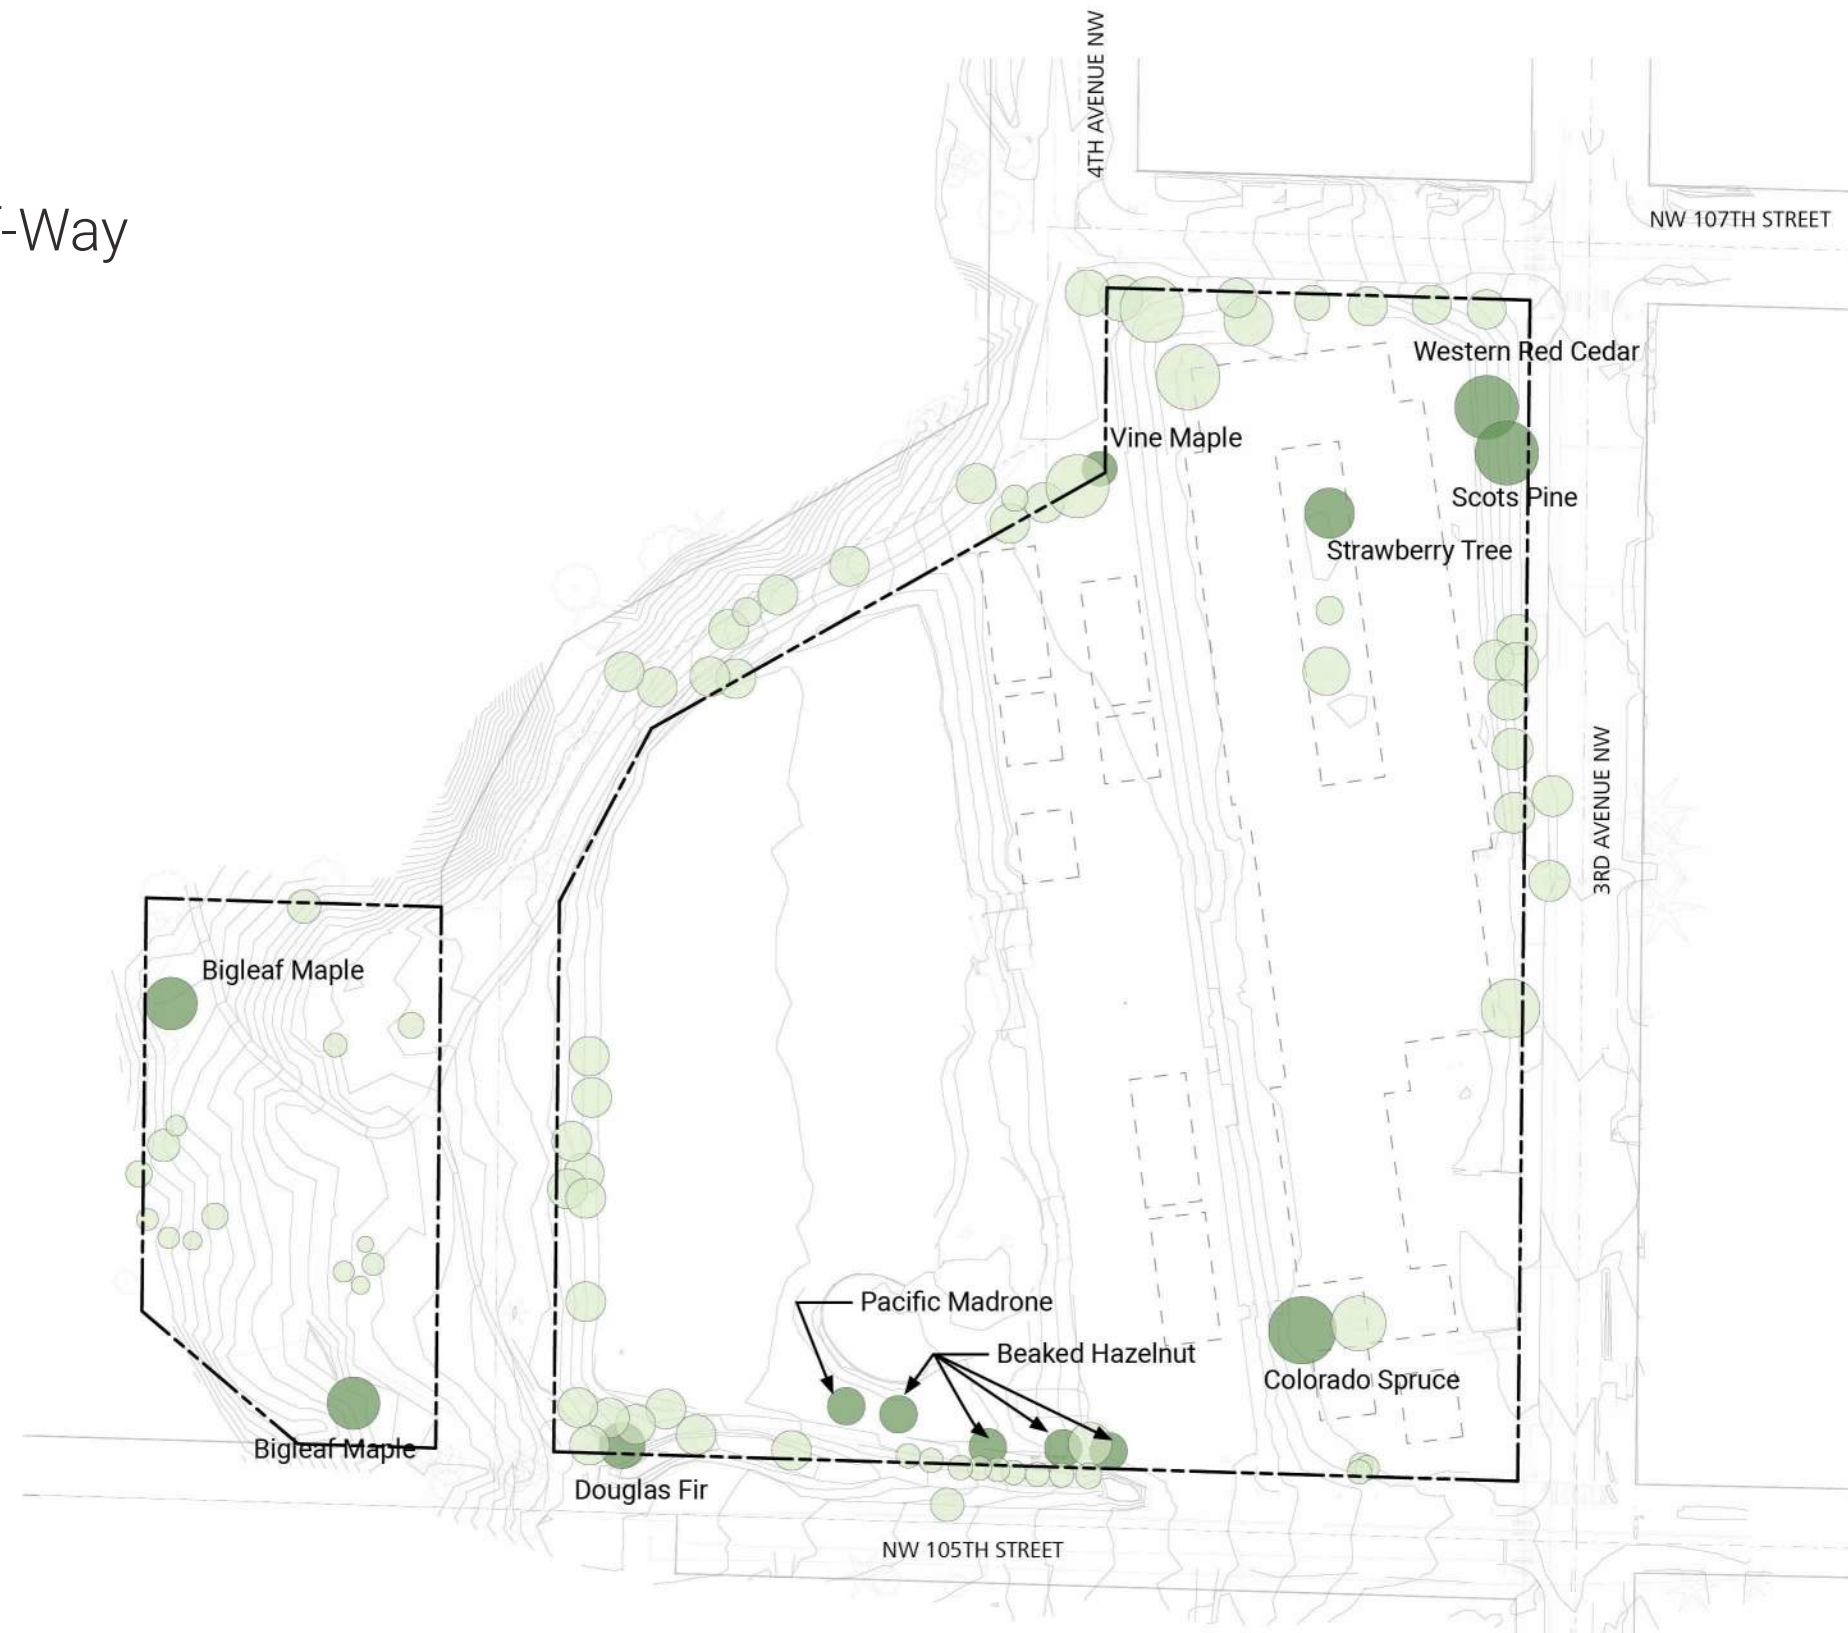 4TH AVENUE NW
-Way
NW 107TH STREET
Western Red Cedar
Vine Maple
Scots Pine
Strawberry Tree
3RD AVENUE NW
Bigleaf Maple
Pacific Madrone
Beaked Hazelnut
Colorado Spruce
Bigleaf Maple
Douglas Fir
NW 105TH STREET